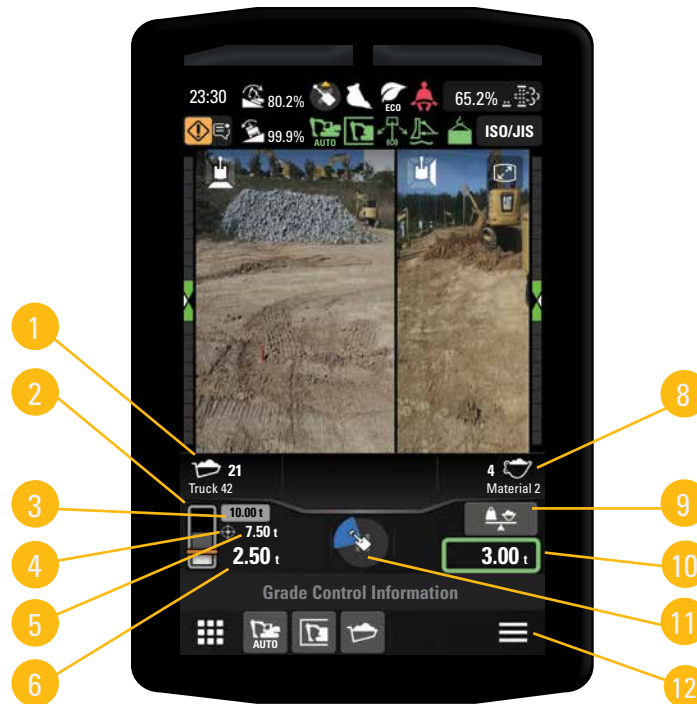 23:30 80.2% ECO 65.2%
99.9% AUTO (0) ISO/JIS
CAT
1
2
8
21
4
Truck 42
Material 2
3
9
10.00 t
4
7.50 t
5
2.50 t
3.00 t
10
11
Grade Control Information
6
AUTO
12